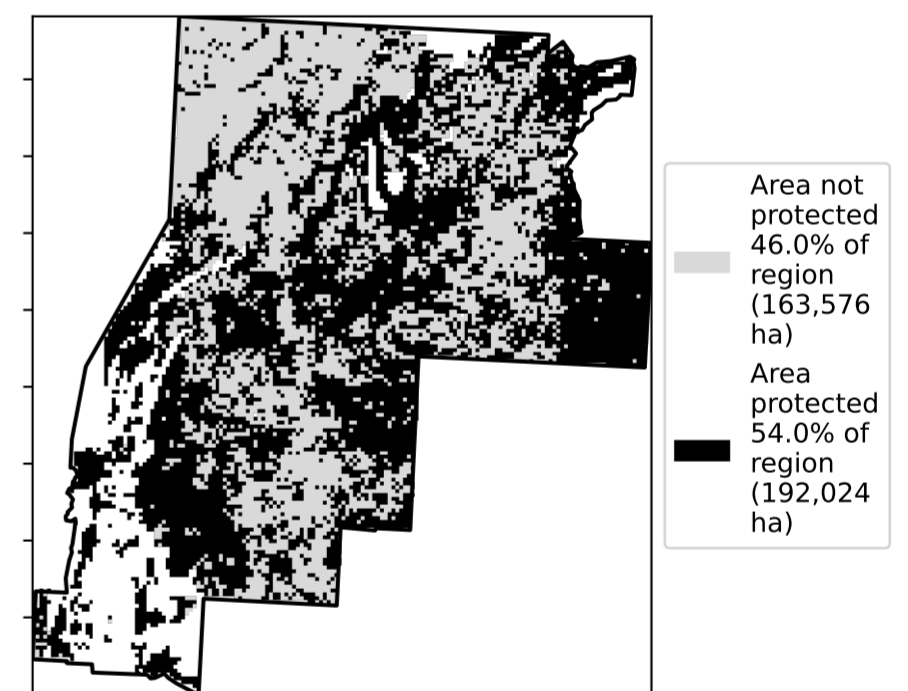 Area not
protected
46.0% of
region
(163,576
ha)
Area
protected
54.0% of
region
(192,024
ha)